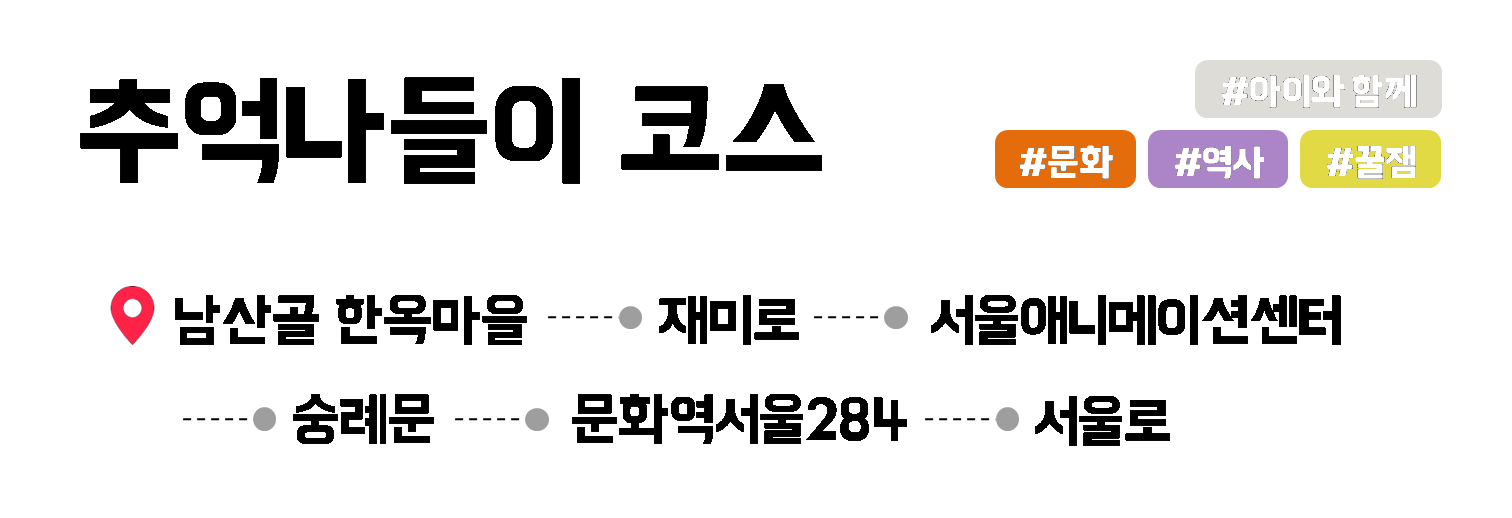 추억나들이 코스
#아이와 함께
#문화 #역사 #꿀잼
남산골 한옥마을 재미로 서울애니메이션센터
숭례문 문화역서울284 서울로